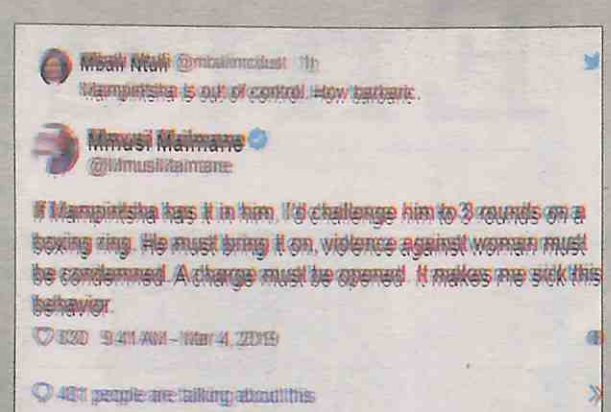 Mbali Ntuli @mbalimcdust 1h
Mampintsha is out of control. How barbaric.
Mmusi Maimane
@MmusiMaimane
If Mampintsha has it in him, I'd challenge him to 3 rounds on a
boxing ring. He must bring it on, violence against woman must
be condemned. A charge must be opened. It makes me sick this
behavior.
9:41 AM - Mar 4, 2019
people are talking about this